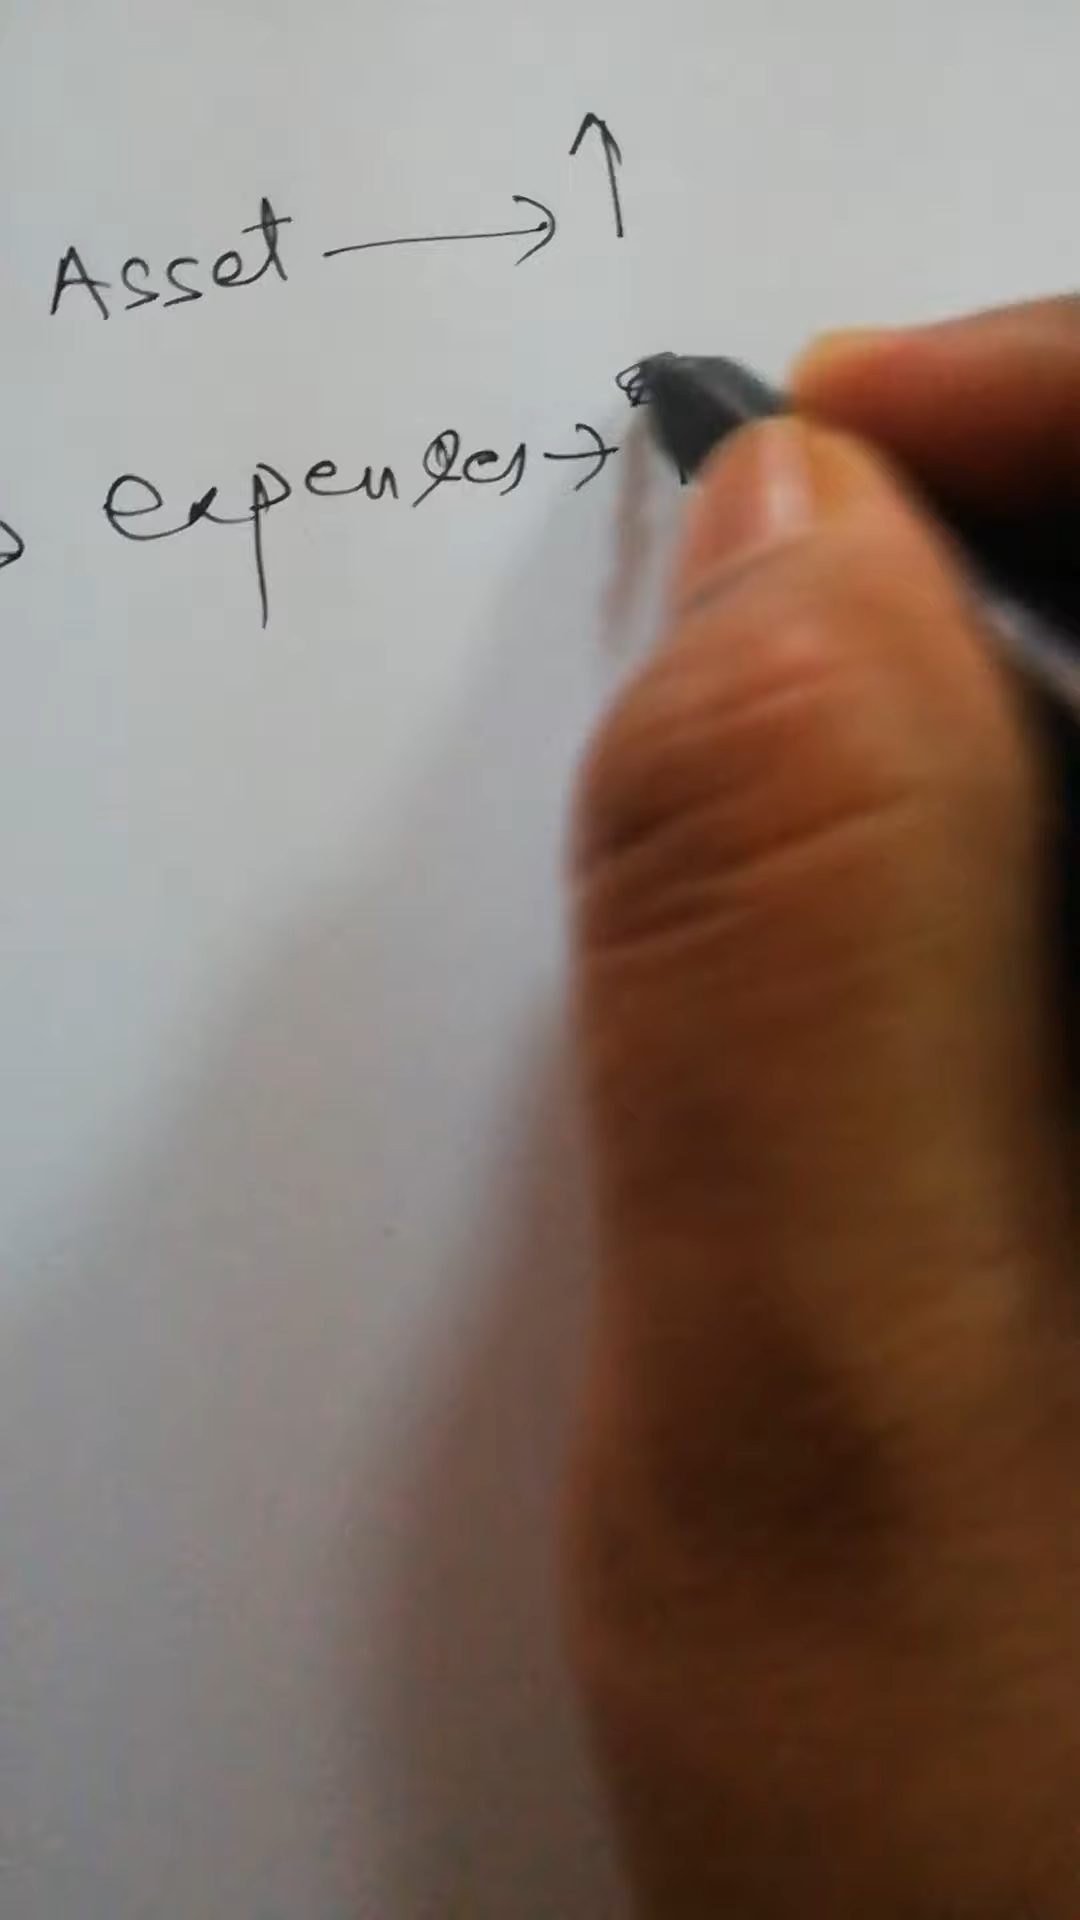 Asset → ↑
expenses →